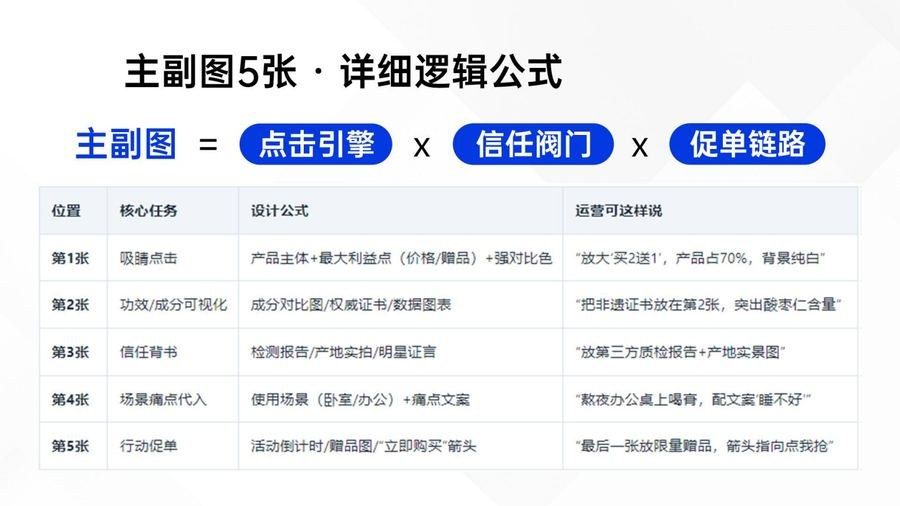 主副图5张 · 详细逻辑公式
主副图 = 点击引擎 x 信任阀门 x 促单链路
位置 核心任务 设计公式 运营可这样说
第1张 吸睛点击 产品主体+最大利益点（价格/赠品）+强对比色 “放大‘买2送1’，产品占70%，背景纯白”
第2张 功效/成分可视化 成分对比图/权威证书/数据图表 “把非遗证书放在第2张，突出酸枣仁含量”
第3张 信任背书 检测报告/产地实拍/明星证言 “放第三方质检报告+产地实景图”
第4张 场景痛点代入 使用场景（卧室/办公）+痛点文案 “熬夜办公桌上喝膏，配文案‘睡不好’”
第5张 行动促单 活动倒计时/赠品图/“立即购买”箭头 “最后一张放限量赠品，箭头指向点我抢”